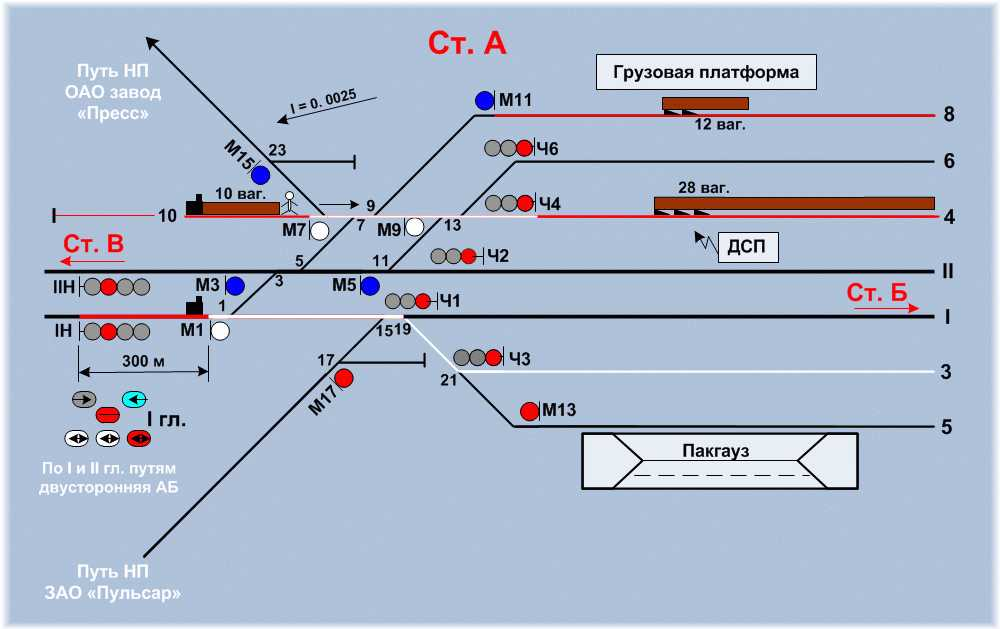 Ст. А
Путь НП
ОАО завод
«Пресс»
I = 0. 0025
Грузовая платформа
М11
12 ваг.
8
23
М15
Ч6
6
10 ваг.
9
Ч4
28 ваг.
I
10
М7
7
М9
13
4
ДСП
Ст. В
5
11
Ч2
II
IIН
М3
3
М5
Ст. Б
1
Ч1
IН
М1
15
19
I
300 м
17
Ч3
21
3
М17
М13
5
I гл.
Пакгауз
По I и II гл. путям
двусторонняя АБ
Путь НП
ЗАО «Пульсар»